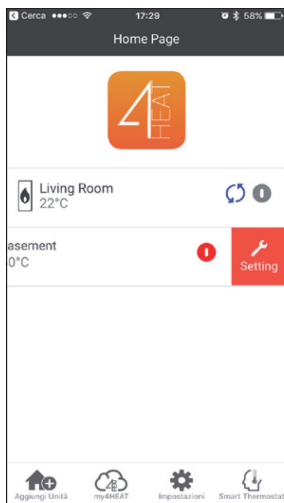 Cerca 17:29 58%
Home Page
4
HEAT
Living Room
22°C
asement
0°C
Setting
Aggiungi Unità my4HEAT Impostazioni Smart Thermostat